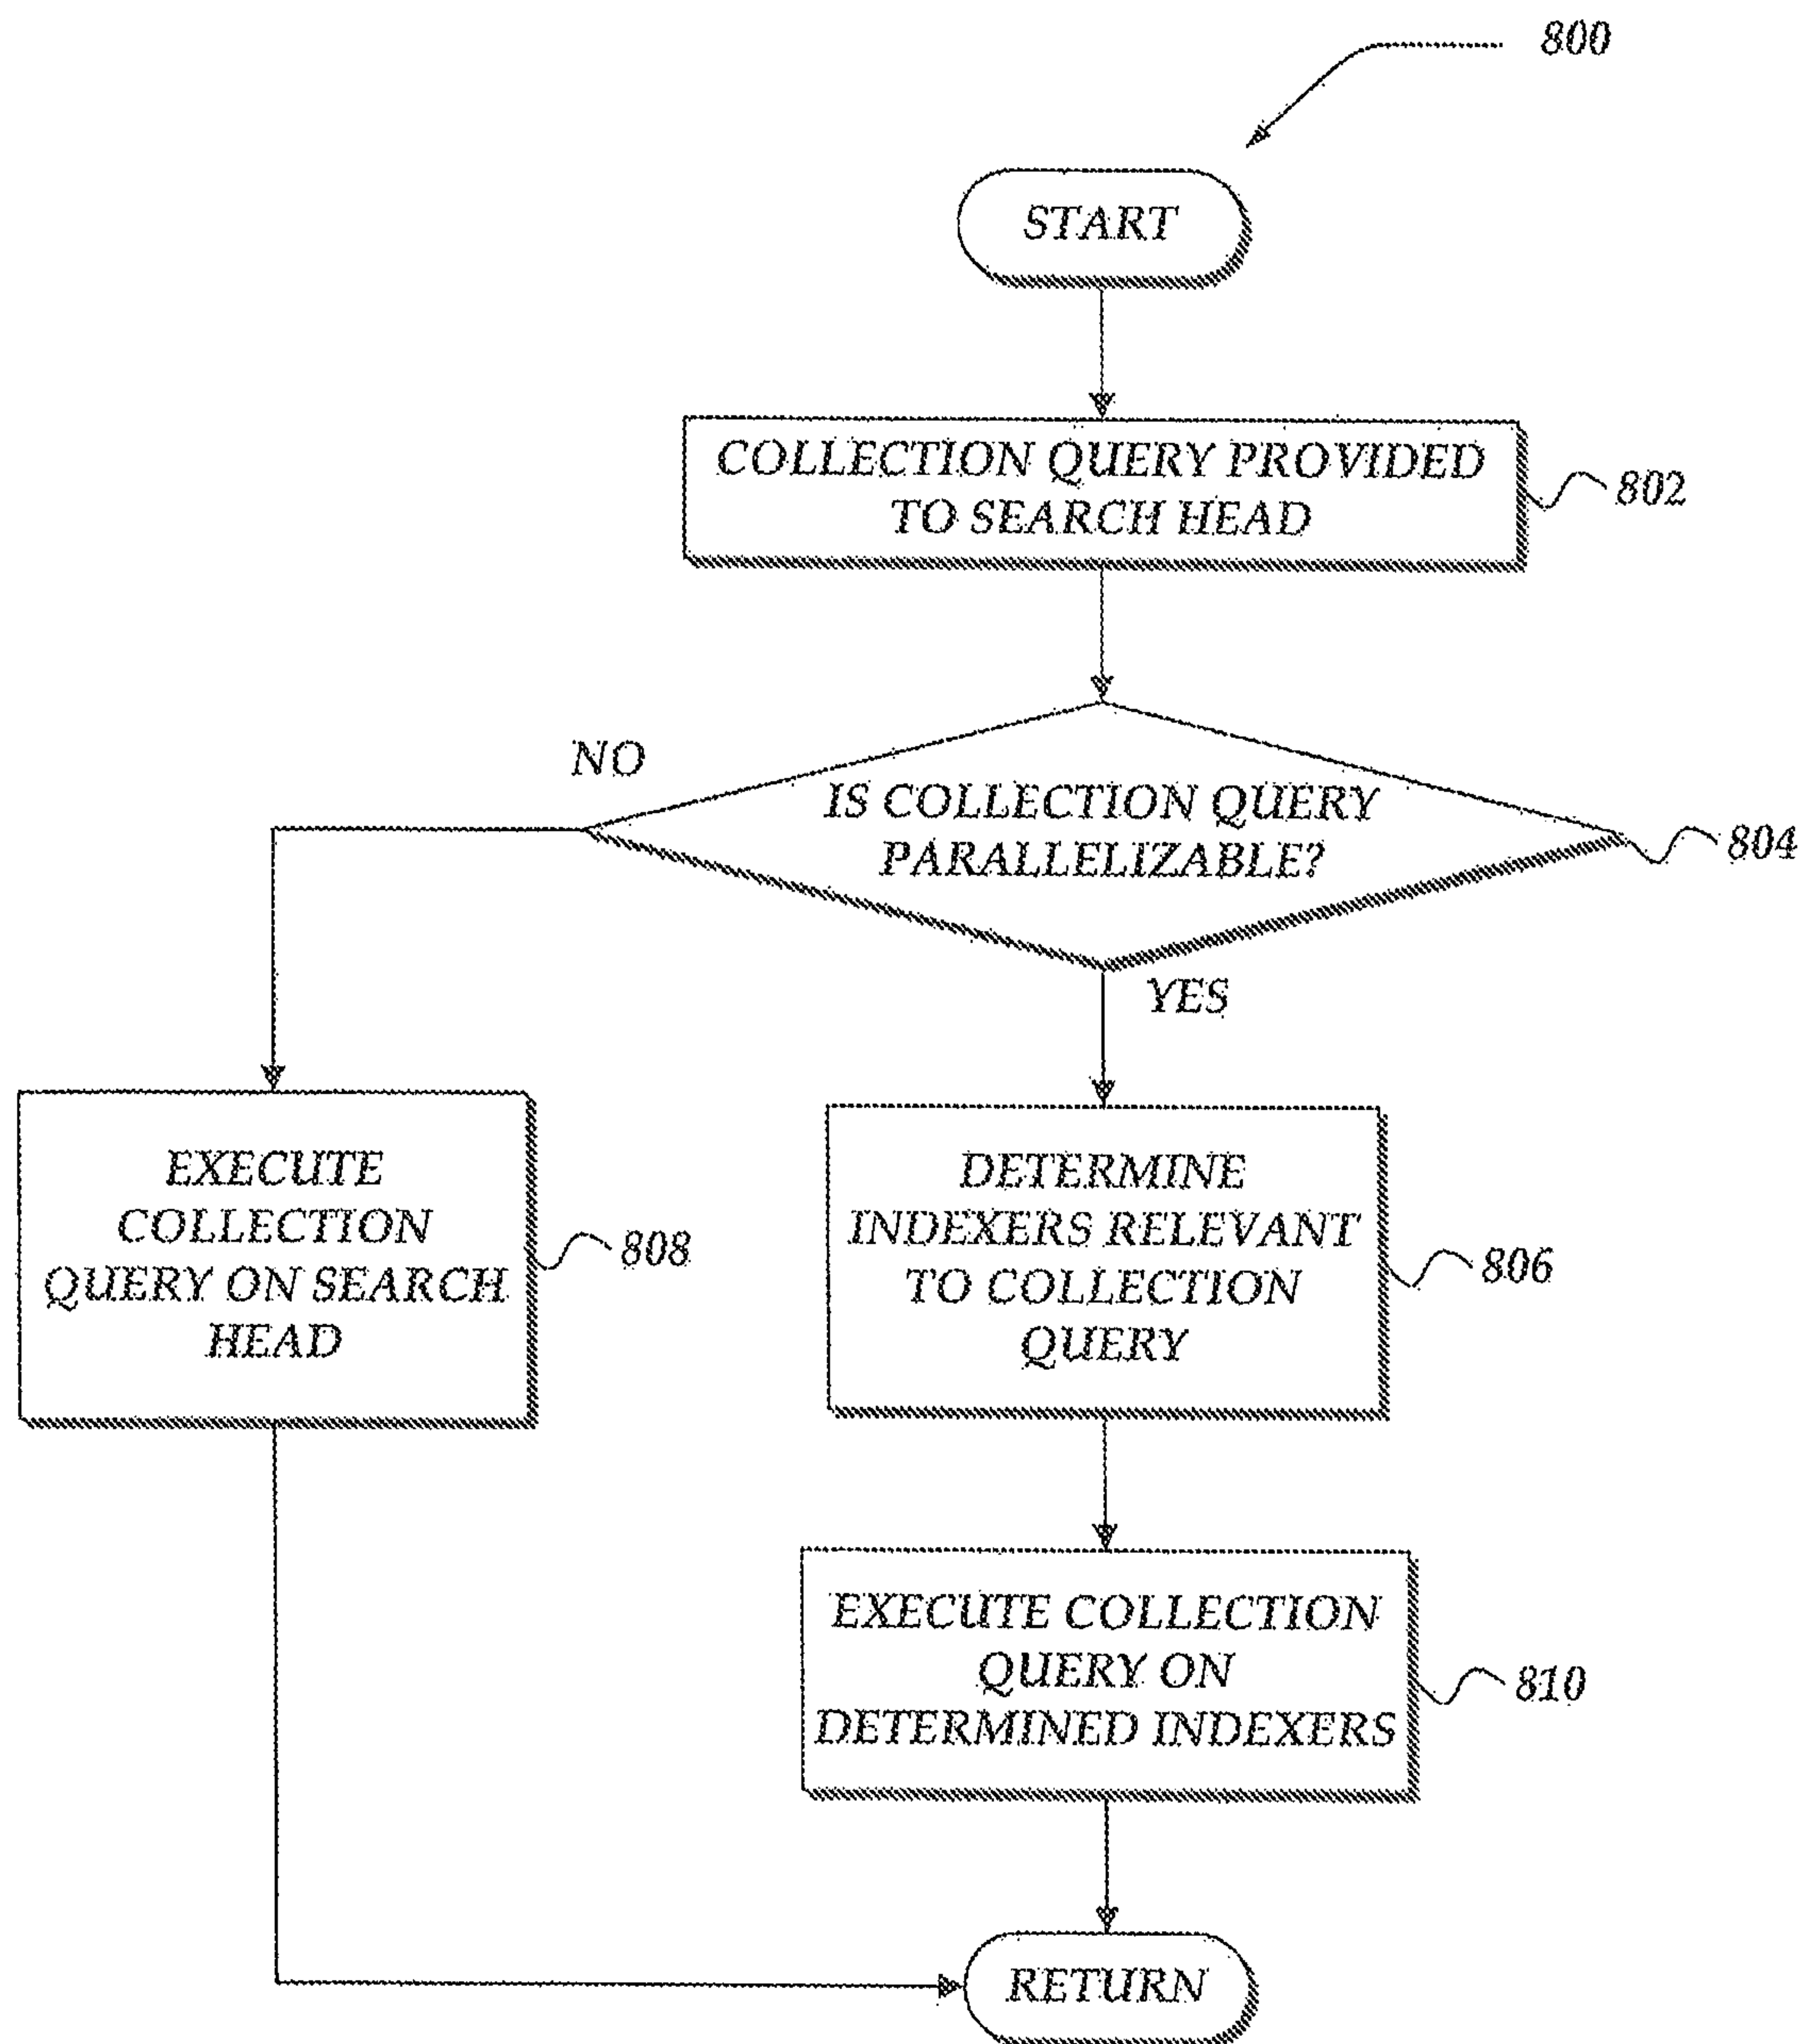 800
START
COLLECTION QUERY PROVIDED
TO SEARCH HEAD
802
NO
IS COLLECTION QUERY
PARALLELIZABLE?
804
YES
EXECUTE
COLLECTION
QUERY ON SEARCH
HEAD
808
DETERMINE
INDEXERS RELEVANT
TO COLLECTION
QUERY
806
EXECUTE COLLECTION
QUERY ON
DETERMINED INDEXERS
810
RETURN